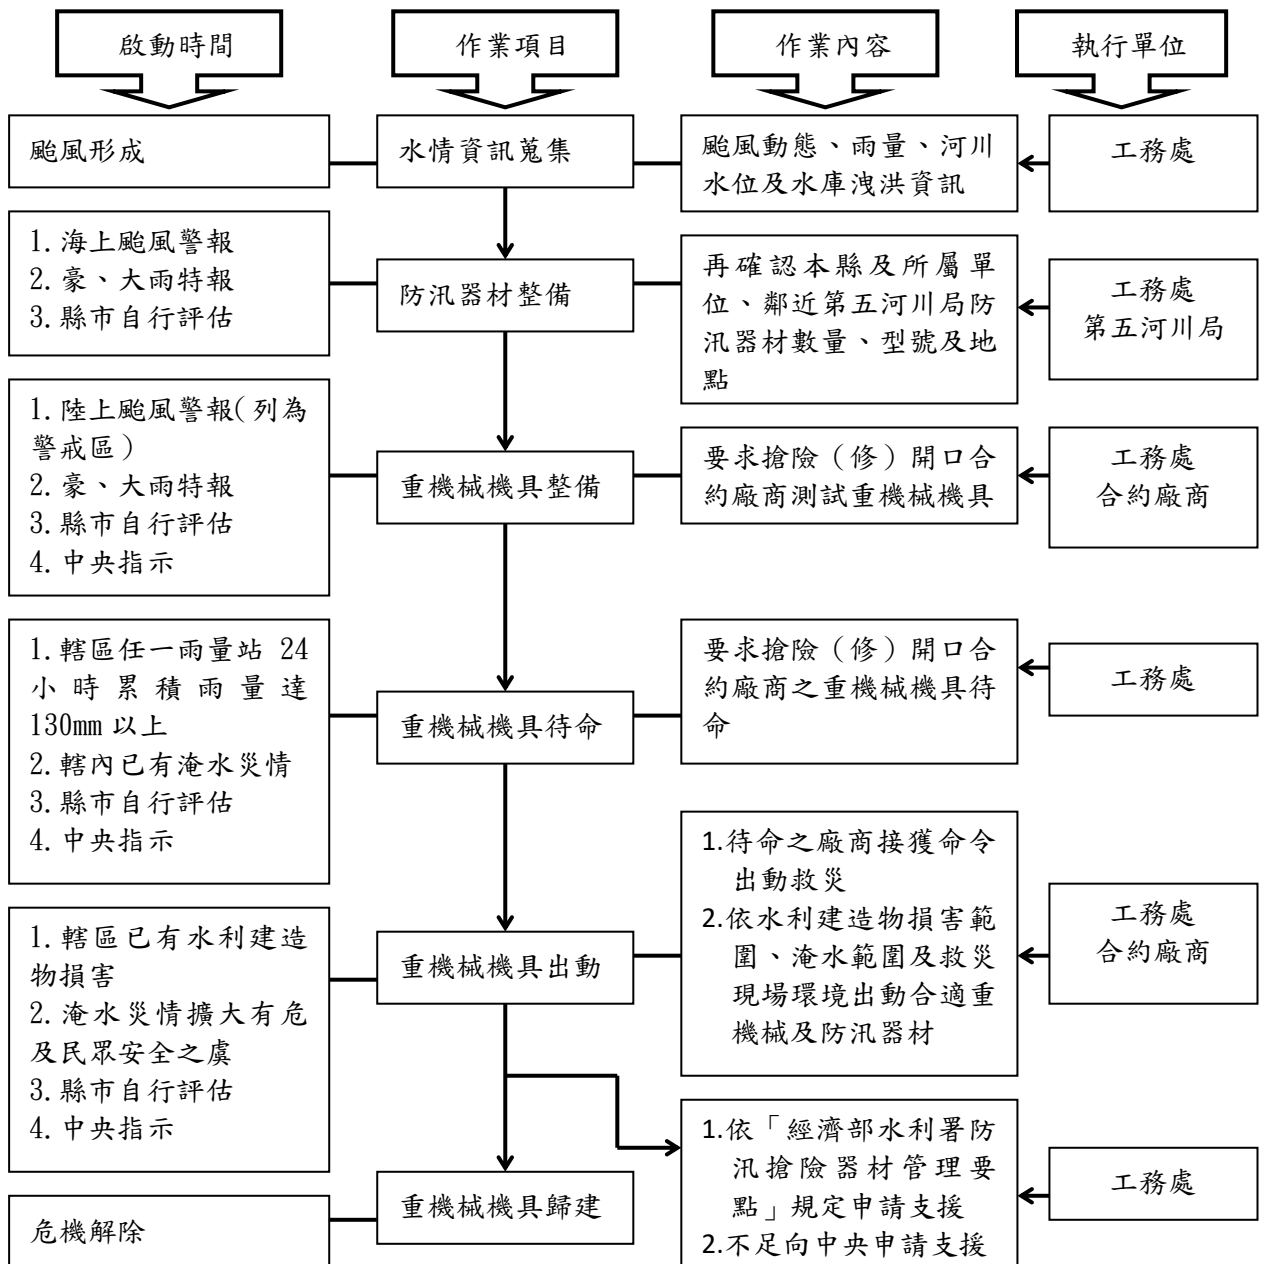 啟動時間
作業項目
作業內容
執行單位
颱風形成
水情資訊蒐集
颱風動態、雨量、河川
水位及水庫洩洪資訊
工務處
1.海上颱風警報
2.豪、大雨特報
3.縣市自行評估
防汛器材整備
再確認本縣及所屬單
位、鄰近第五河川局防
汛器材數量、型號及地
點
工務處
第五河川局
1.陸上颱風警報(列為
警戒區)
2.豪、大雨特報
3.縣市自行評估
4.中央指示
重機械機具整備
要求搶險（修）開口合
約廠商測試重機械機具
工務處
合約廠商
1.轄區任一雨量站 24
小時累積雨量達
130mm 以上
2.轄內已有淹水災情
3.縣市自行評估
4.中央指示
重機械機具待命
要求搶險（修）開口合
約廠商之重機械機具待
命
工務處
1.轄區已有水利建造
物損害
2.淹水災情擴大有危
及民眾安全之虞
3.縣市自行評估
4.中央指示
重機械機具出動
1.待命之廠商接獲命令
出動救災
2.依水利建造物損害範
圍、淹水範圍及救災
現場環境出動合適重
機械及防汛器材
工務處
合約廠商
危機解除
重機械機具歸建
1.依「經濟部水利署防
汛搶險器材管理要
點」規定申請支援
2.不足向中央申請支援
工務處